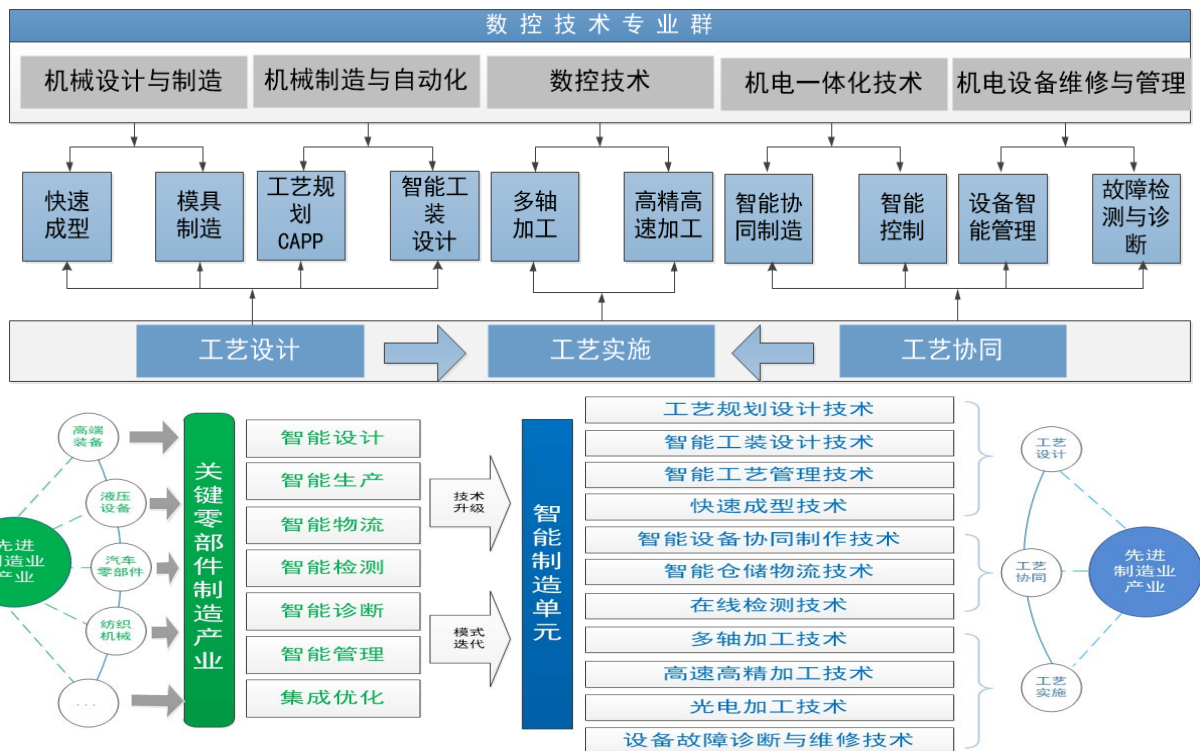 数控技术专业群
机械设计与制造
机械制造与自动化
数控技术
机电一体化技术
机电设备维修与管理
快速
成型
模具
制造
工艺规
划
CAPP
智能工
装
设计
多轴
加工
高精高
速加工
智能协
同制造
智能
控制
设备智
能管理
故障检
测与诊
断
工艺设计
工艺实施
工艺协同
先进
制造业
产业
高端
装备
液压
设备
汽车
零部件
纺织
机械
...
关键零部件制造产业
智能设计
智能生产
智能物流
智能检测
智能诊断
智能管理
集成优化
技术
升级
模式
迭代
智能制造单元
工艺规划设计技术
智能工装设计技术
智能工艺管理技术
快速成型技术
智能设备协同制作技术
智能仓储物流技术
在线检测技术
多轴加工技术
高速高精加工技术
光电加工技术
设备故障诊断与维修技术
工艺
设计
工艺
协同
工艺
实施
先进
制造业
产业